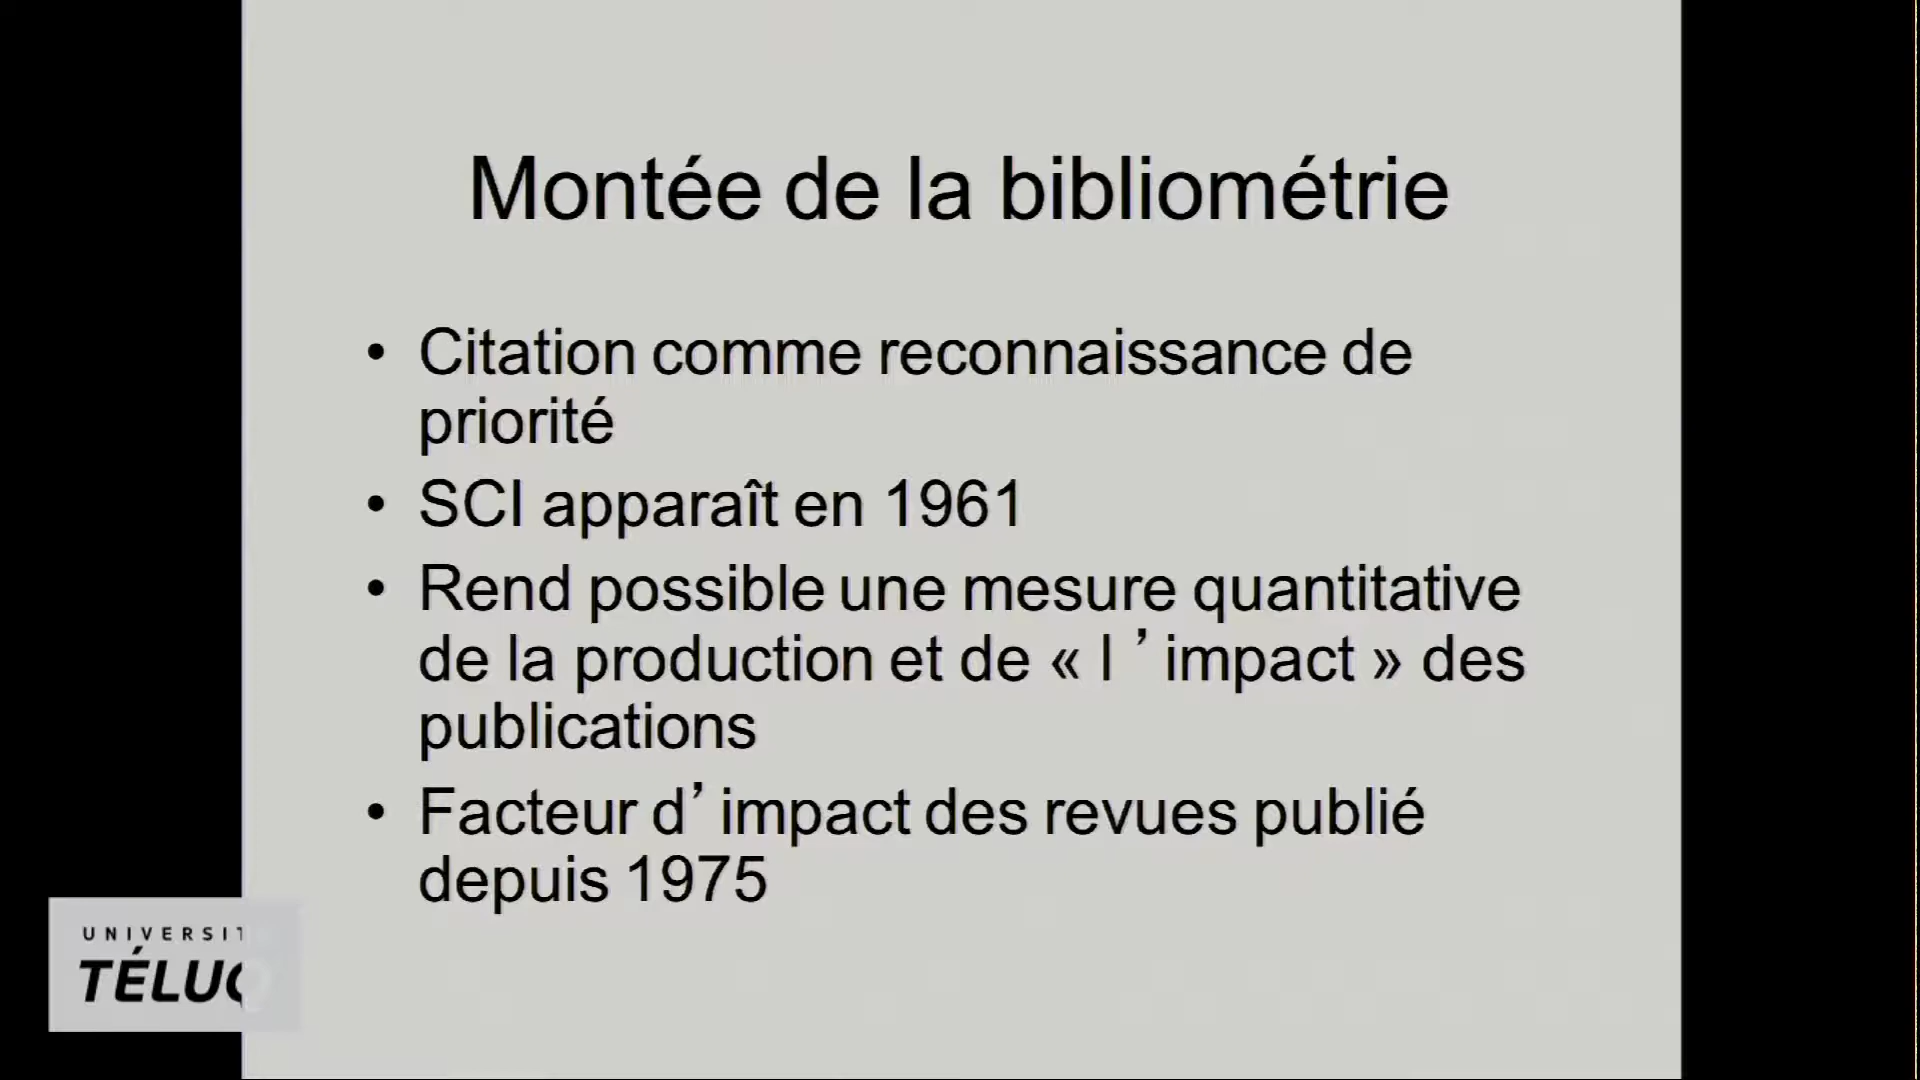 Montée de la bibliométrie
• Citation comme reconnaissance de
priorité
• SCI apparaît en 1961
• Rend possible une mesure quantitative
de la production et de « l ’ impact » des
publications
• Facteur d’ impact des revues publié
depuis 1975
UNIVERSITÉ
TÉLUQ